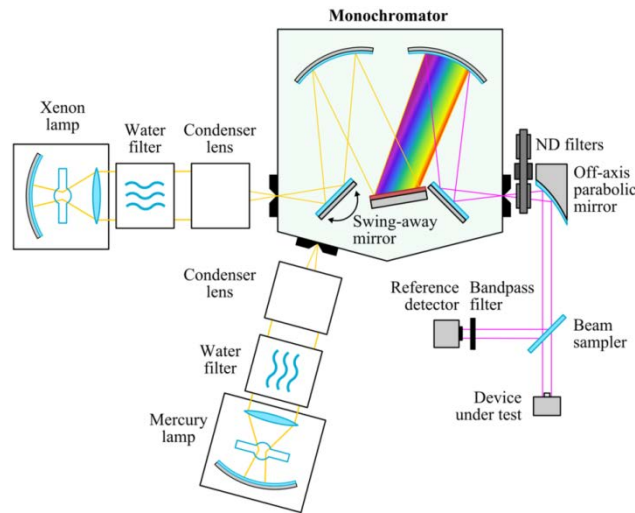 Monochromator
Xenon
lamp
Water
filter
Condenser
lens
ND filters
Off-axis
parabolic
mirror
Swing-away
mirror
Condenser
lens
Reference
detector
Bandpass
filter
Beam
sampler
Water
filter
Mercury
lamp
Device
under test